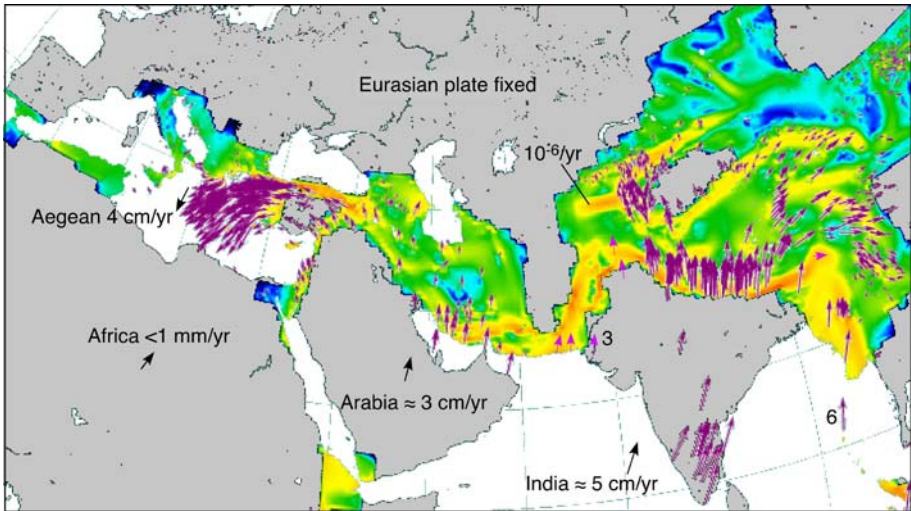 Eurasian plate fixed
10⁻⁶/yr
Aegean 4 cm/yr
Africa <1 mm/yr
3
Arabia ≈ 3 cm/yr
6
India ≈ 5 cm/yr